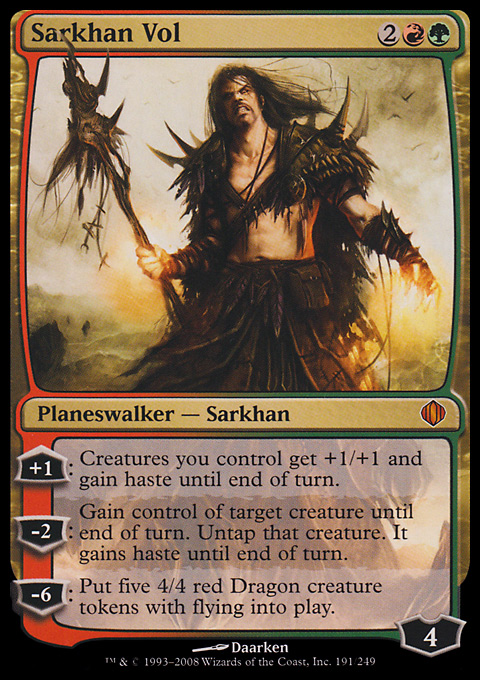 Sarkhan Vol 2
Planeswalker — Sarkhan
+1 : Creatures you control get +1/+1 and
gain haste until end of turn.
Gain control of target creature until
-2 : end of turn. Untap that creature. It
gains haste until end of turn.
-6 : Put five 4/4 red Dragon creature
tokens with flying into play.
4
Daarken
™ & © 1993–2008 Wizards of the Coast, Inc. 191/249